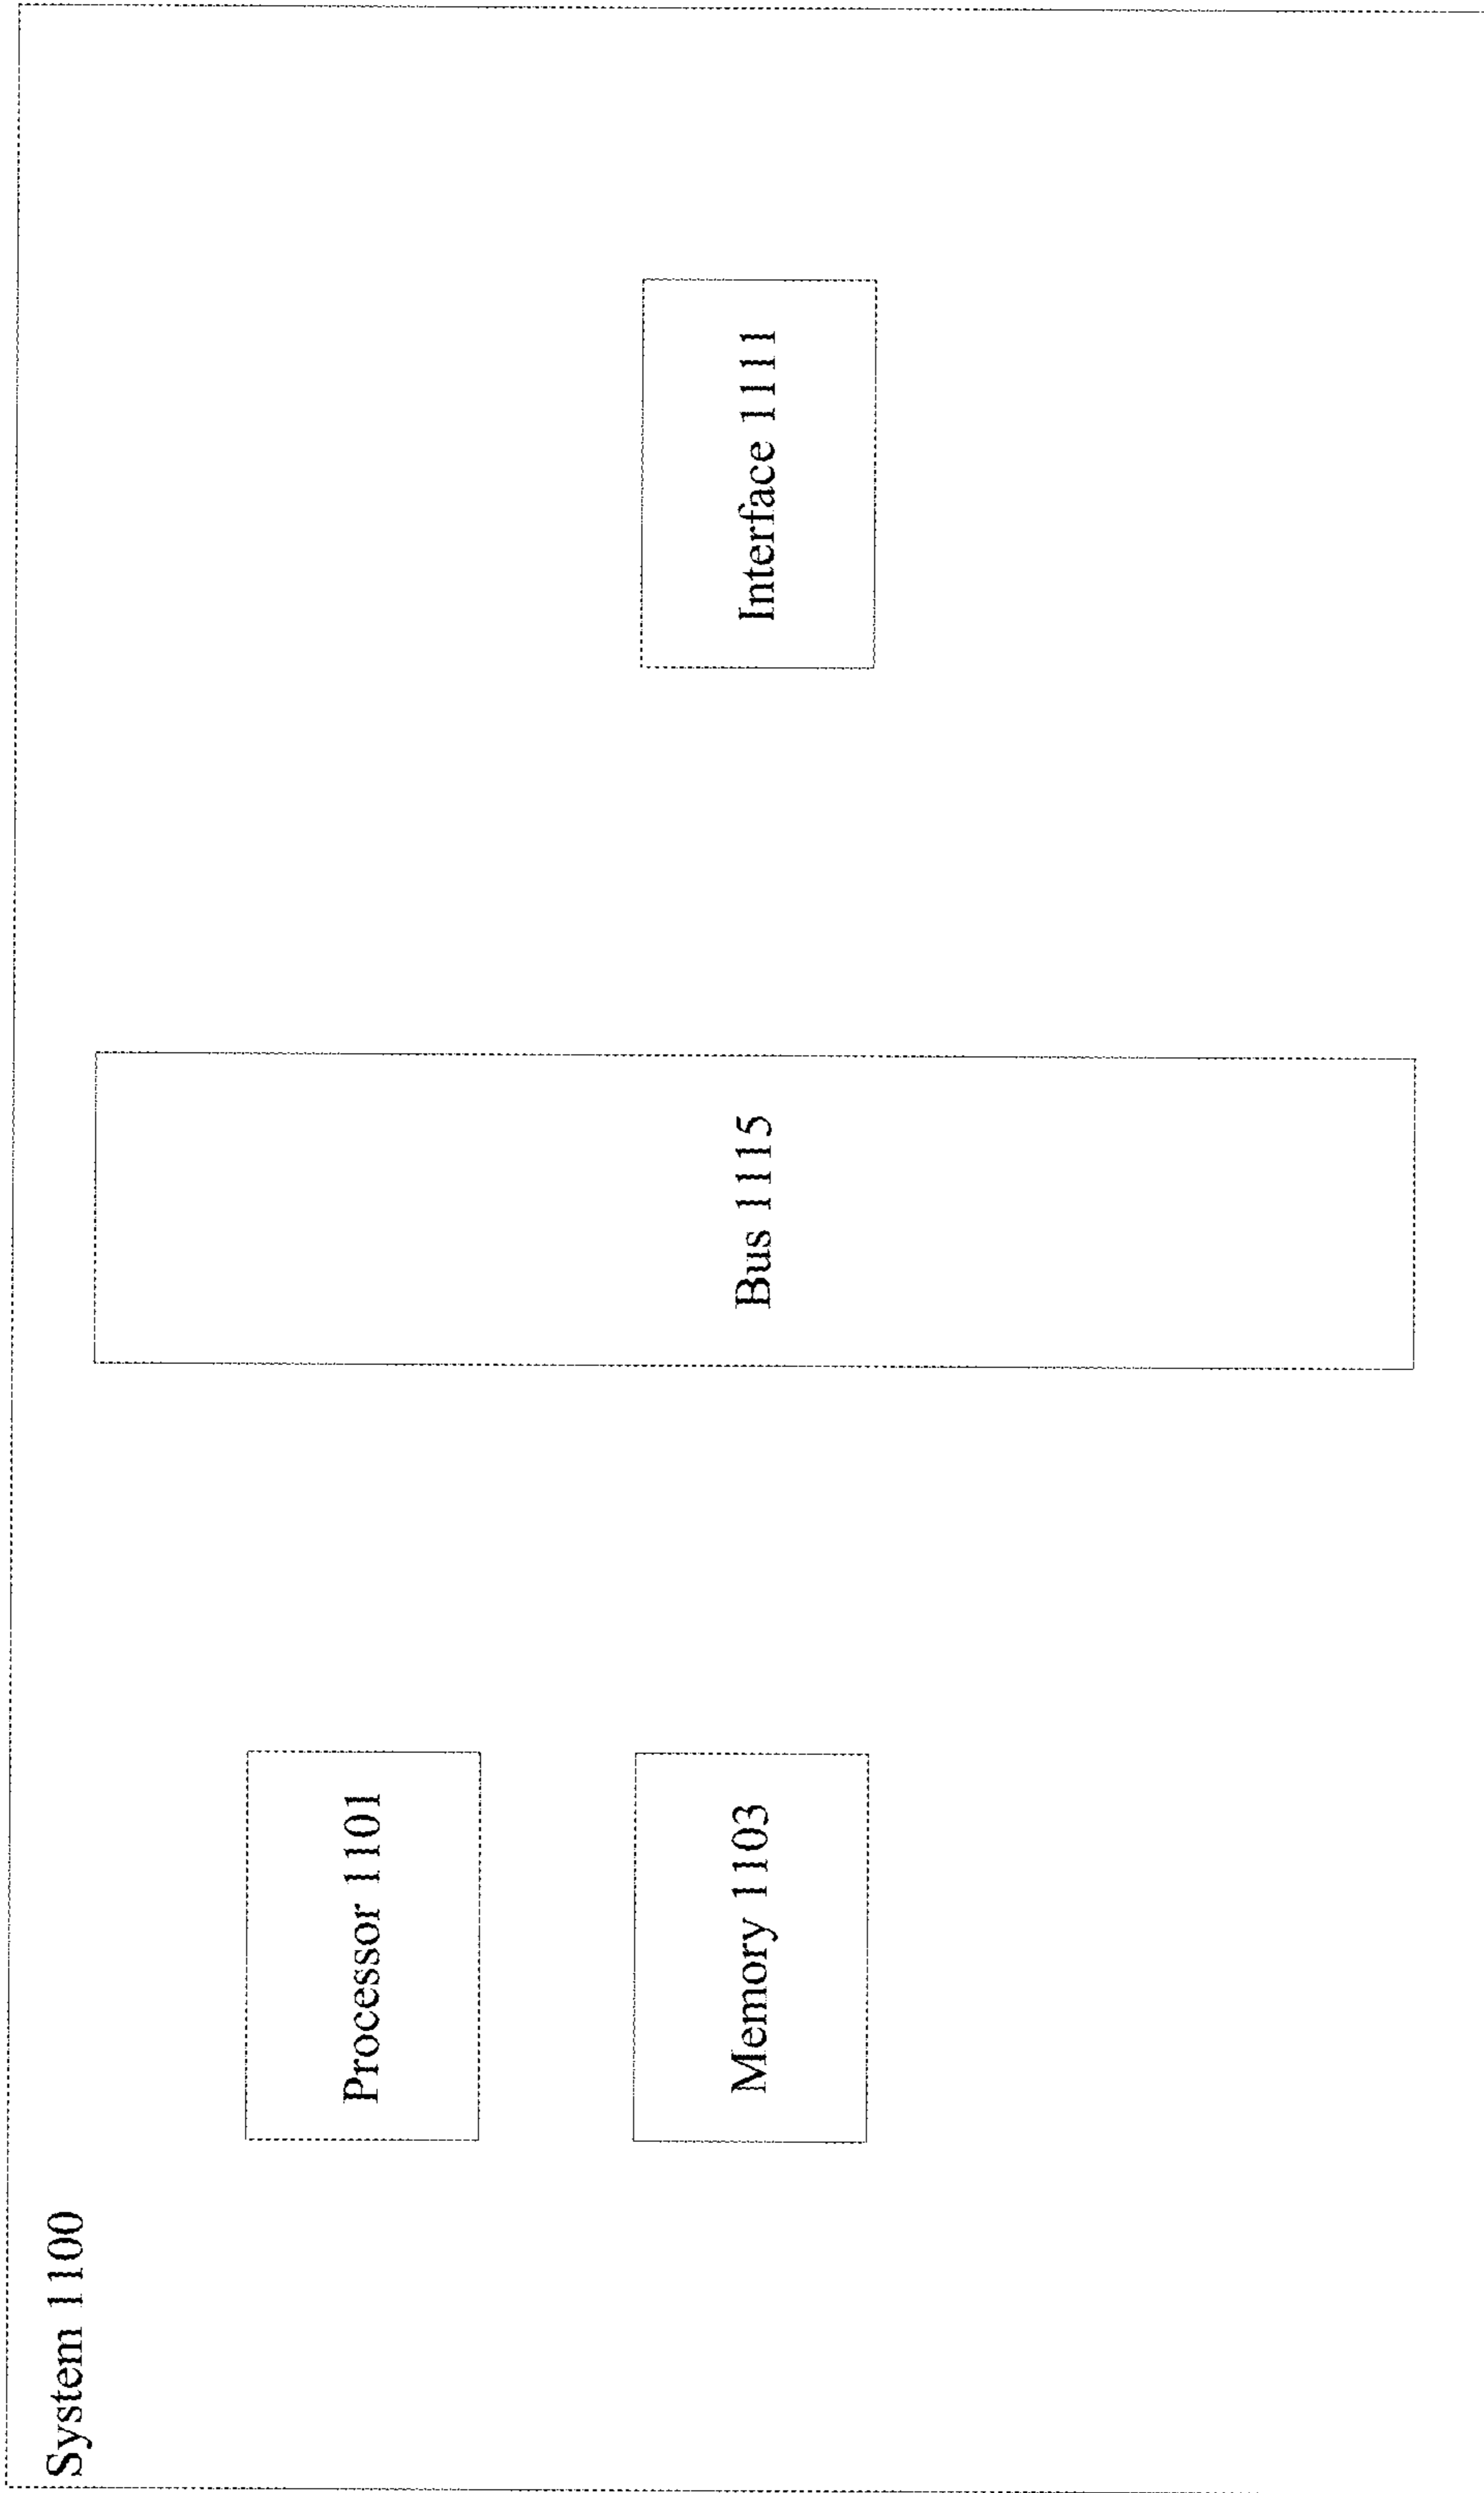 System 1100
Processor 1101
Memory 1103
Bus 1115
Interface 1111